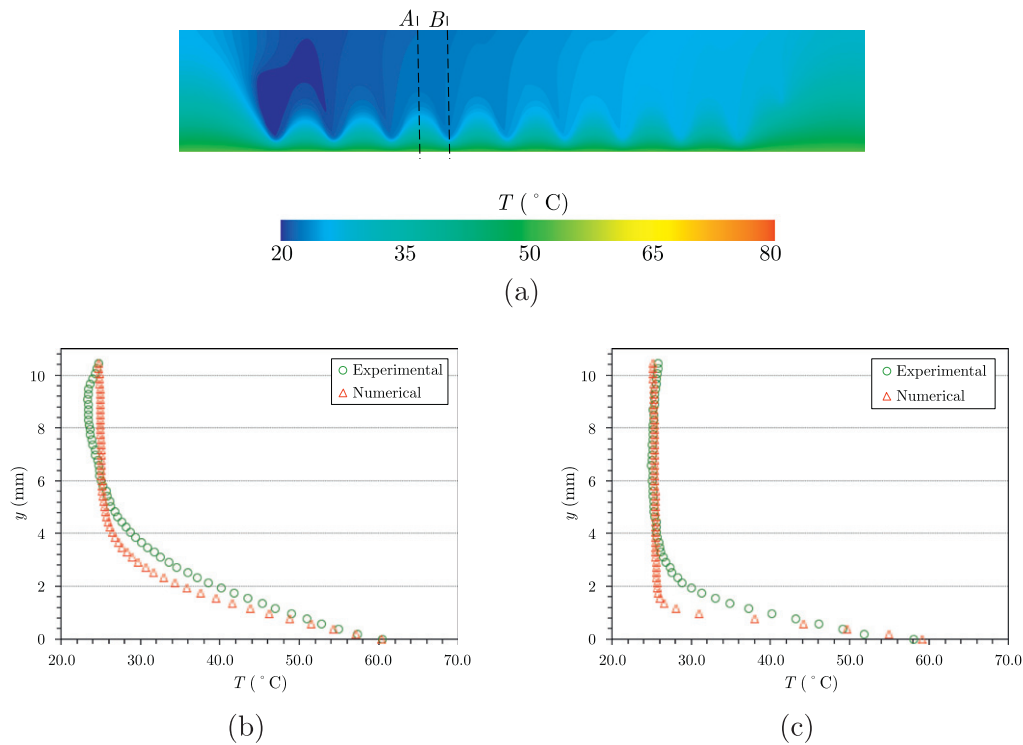 A B
T (°C)
20 35 50 65 80
(a)
10
8
6
4
2
0
y (mm)
Experimental
Numerical
20.0 30.0 40.0 50.0 60.0 70.0
T (°C)
(b)
10
8
6
4
2
0
y (mm)
Experimental
Numerical
20.0 30.0 40.0 50.0 60.0 70.0
T (°C)
(c)